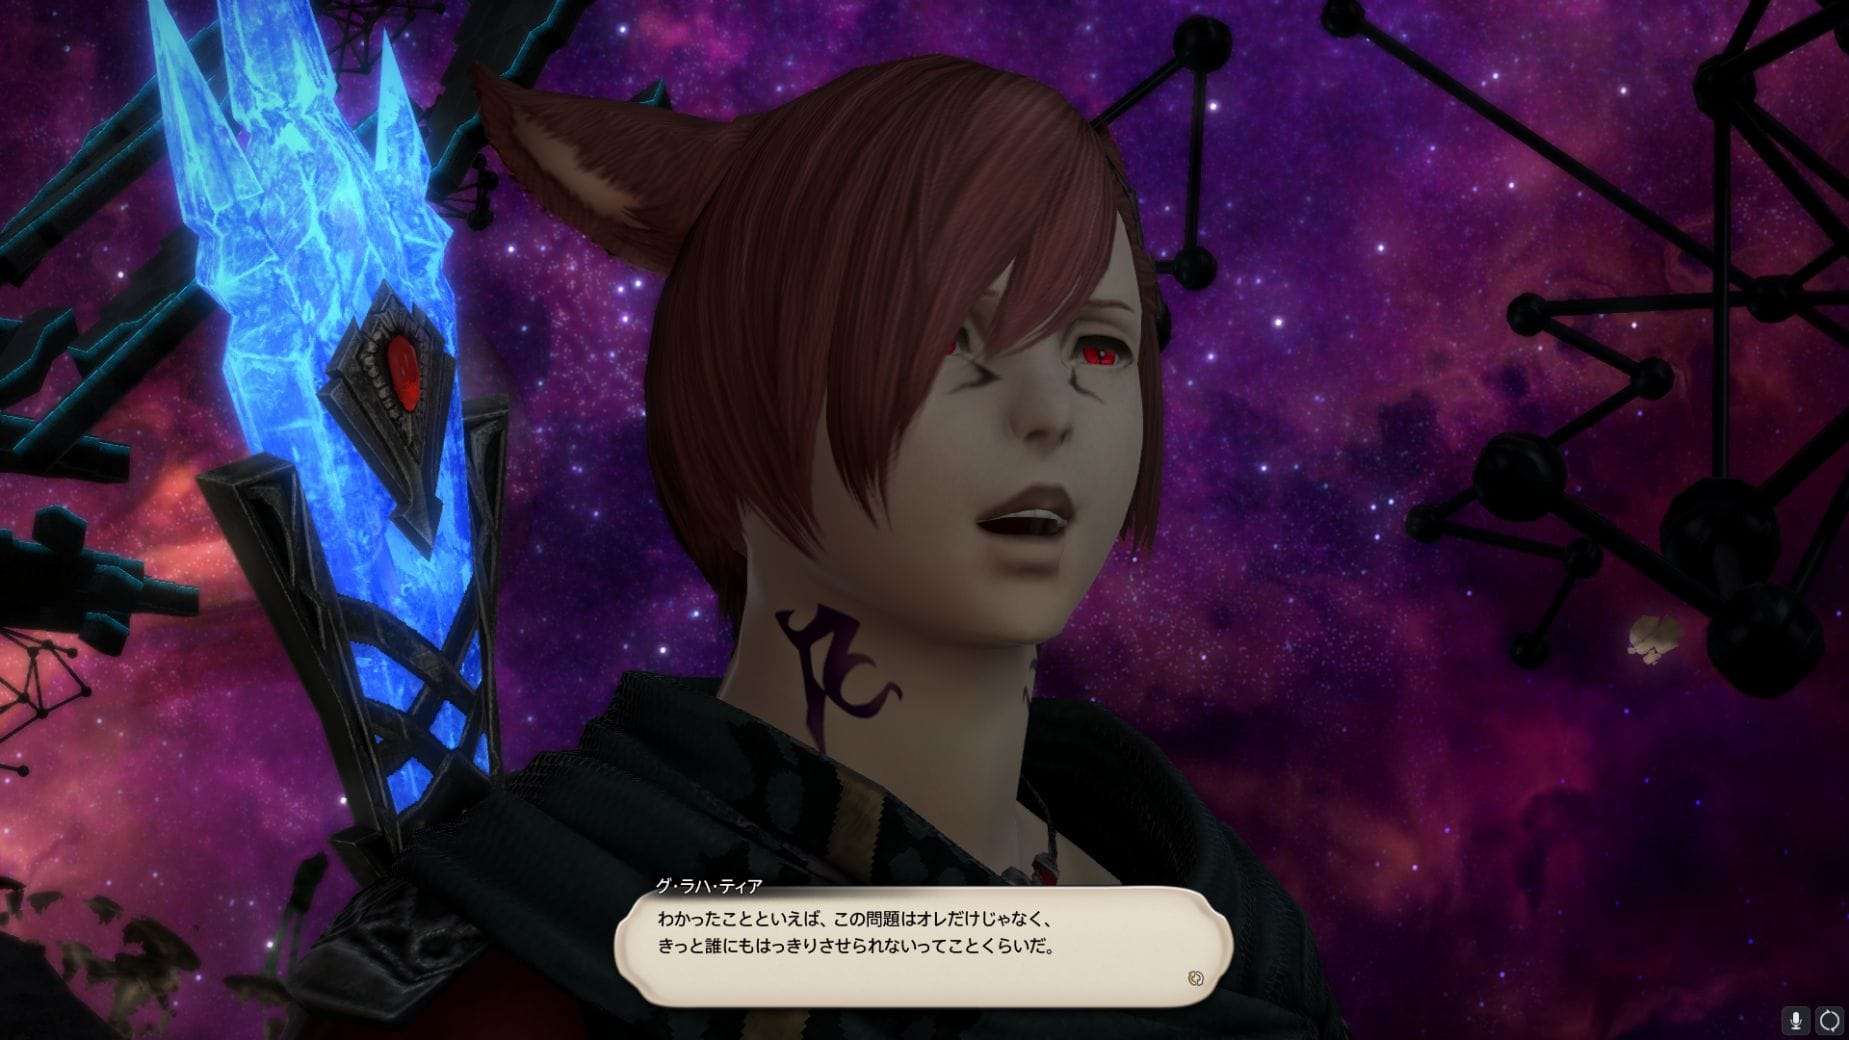 グ・ラハ・ティア
わかったことといえば、この問題はオレだけじゃなく、
きっと誰にもはっきりさせられないってことくらいだ。